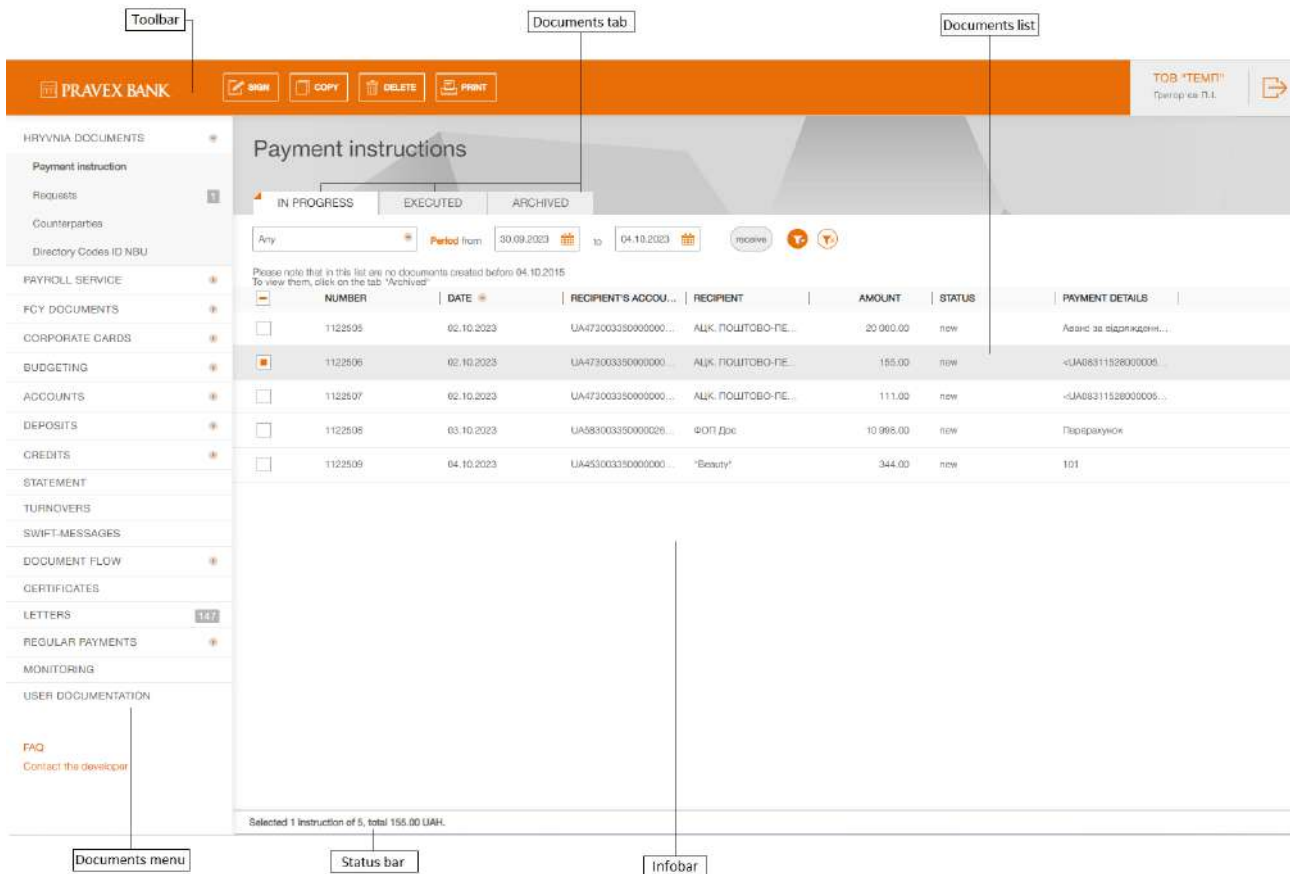 Toolbar
Documents tab
Documents list
PRAVEX BANK
SIGN COPY DELETE PRINT
ТОВ "ТЕМП"
П.І.
HRYVNIA DOCUMENTS
Payment instruction
Requests 1
Counterparties
Directory Codes ID NBU
PAYROLL SERVICE
FCY DOCUMENTS
CORPORATE CARDS
BUDGETING
ACCOUNTS
DEPOSITS
CREDITS
STATEMENT
TURNOVERS
SWIFT-MESSAGES
DOCUMENT FLOW
CERTIFICATES
LETTERS 147
REGULAR PAYMENTS
MONITORING
USER DOCUMENTATION
FAQ
Contact the developer
Payment instructions
IN PROGRESS EXECUTED ARCHIVED
Any Period from 30.09.2023 to 04.10.2023 receive
Please note that in this list are no documents created before 04.10.2015
To view them, click on the tab "Archived"
NUMBER DATE RECIPIENT'S ACCOU... RECIPIENT AMOUNT STATUS PAYMENT DETAILS
1122505 02.10.2023 UA473003350000000... АЦК. ПОШТОВО-ПЕ... 20 000.00 new Аванс за відрядженн...
1122506 02.10.2023 UA473003350000000... АЦК. ПОШТОВО-ПЕ... 155.00 new <UA08311528000005...
1122507 02.10.2023 UA473003350000000... АЦК. ПОШТОВО-ПЕ... 111.00 new <UA08311528000005...
1122508 03.10.2023 UA583003350000026... ФОП Дос 10 998.00 new Перерахунок
1122509 04.10.2023 UA453003350000000... "Beauty" 344.00 new 101
Selected 1 Instruction of 5, total 155.00 UAH.
Documents menu
Status bar
Infobar